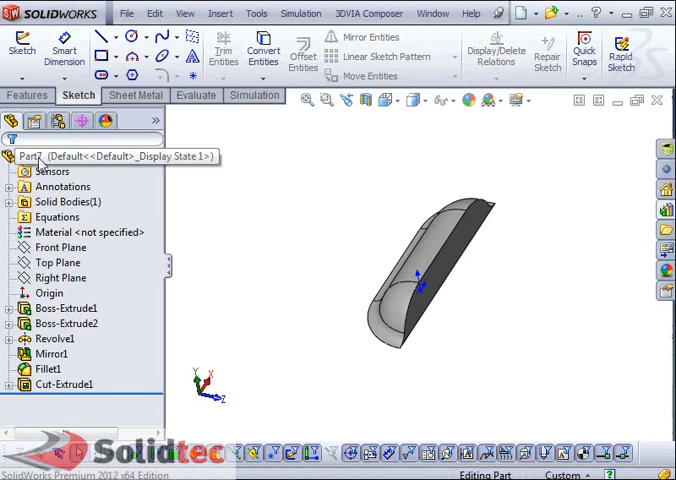 SOLIDWORKS File Edit View Insert Tools Simulation 3DVIA Composer Window Help
Sketch
Smart Dimension
Trim Entities
Convert Entities
Offset Entities
Mirror Entities
Linear Sketch Pattern
Move Entities
Display/Delete Relations
Repair Sketch
Quick Snaps
Rapid Sketch
Features Sketch Sheet Metal Evaluate Simulation
Part7 (Default<<Default>_Display State 1>)
Sensors
Annotations
Solid Bodies(1)
Equations
Material <not specified>
Front Plane
Top Plane
Right Plane
Origin
Boss-Extrude1
Boss-Extrude2
Revolve1
Mirror1
Fillet1
Cut-Extrude1
Y
X
Z
Solidtec
SolidWorks Premium 2012 x64 Edition Editing Part Custom